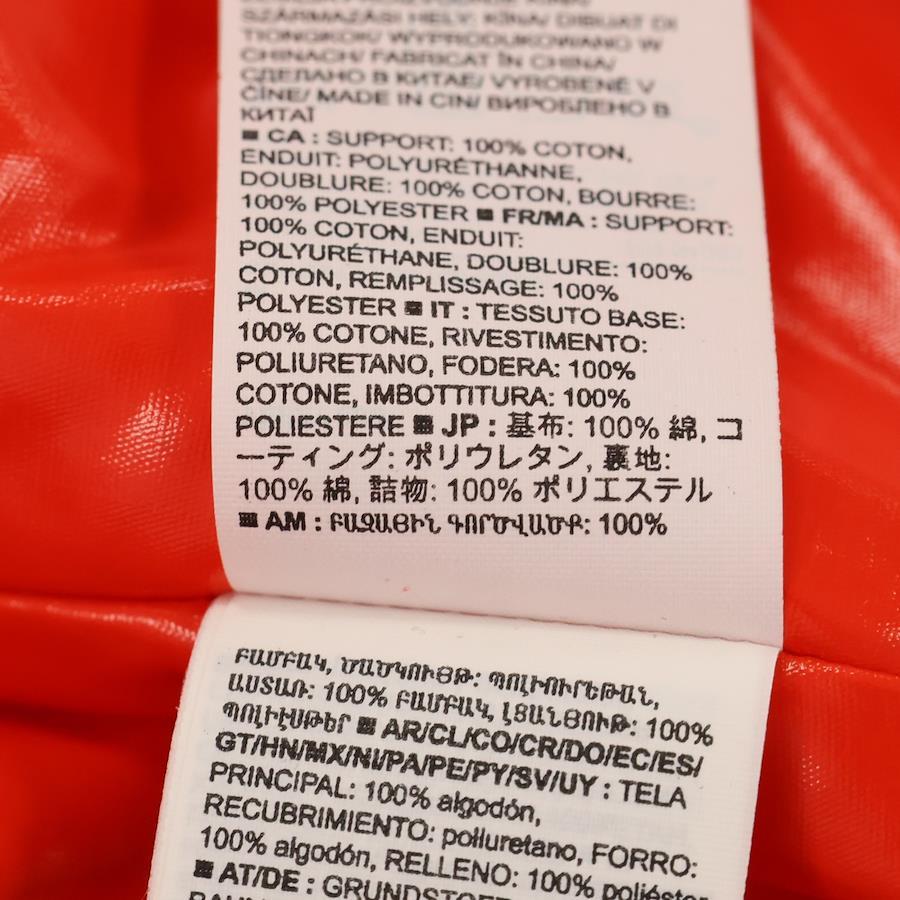 SZÁRMAZÁSI HELY: KÍNA/ DIBUAT DI
TIONGKOK/ WYPRODUKOWANO W
CHINACH/ FABRICAT ÎN CHINA/
СДЕЛАНО В КИТАЕ/ VYROBENÉ V
ČÍNE/ MADE IN CIN/ ВИРОБЛЕНО В
КИТАЇ
■ CA : SUPPORT: 100% COTON,
ENDUIT: POLYURÉTHANNE,
DOUBLURE: 100% COTON, BOURRE:
100% POLYESTER ■ FR/MA : SUPPORT:
100% COTON, ENDUIT:
POLYURÉTHANE, DOUBLURE: 100%
COTON, REMPLISSAGE: 100%
POLYESTER ■ IT : TESSUTO BASE:
100% COTONE, RIVESTIMENTO:
POLIURETANO, FODERA: 100%
COTONE, IMBOTTITURA: 100%
POLIESTERE ■ JP : 基布: 100% 綿, コ
ーティング: ポリウレタン, 裏地:
100% 綿, 詰物: 100% ポリエステル
■ AM : ԲԱԶԱՅԻՆ ԳՈՐԾՎԱԾՔ: 100%
ԲԱՄԲԱԿ, ԾԱԾԿՈՒՅԹ: ՊՈԼԻՈՒՐԵԹԱՆ,
ԱՍՏԱՌ: 100% ԲԱՄԲԱԿ, ԼՑԱՆՅՈՒԹ: 100%
ՊՈԼԻԷՍԹԵՐ ■ AR/CL/CO/CR/DO/EC/ES/
GT/HN/MX/NI/PA/PE/PY/SV/UY : TELA
PRINCIPAL: 100% algodón,
RECUBRIMIENTO: poliuretano, FORRO:
100% algodón, RELLENO: 100% poliéster
■ AT/DE : GRUNDSTOFF